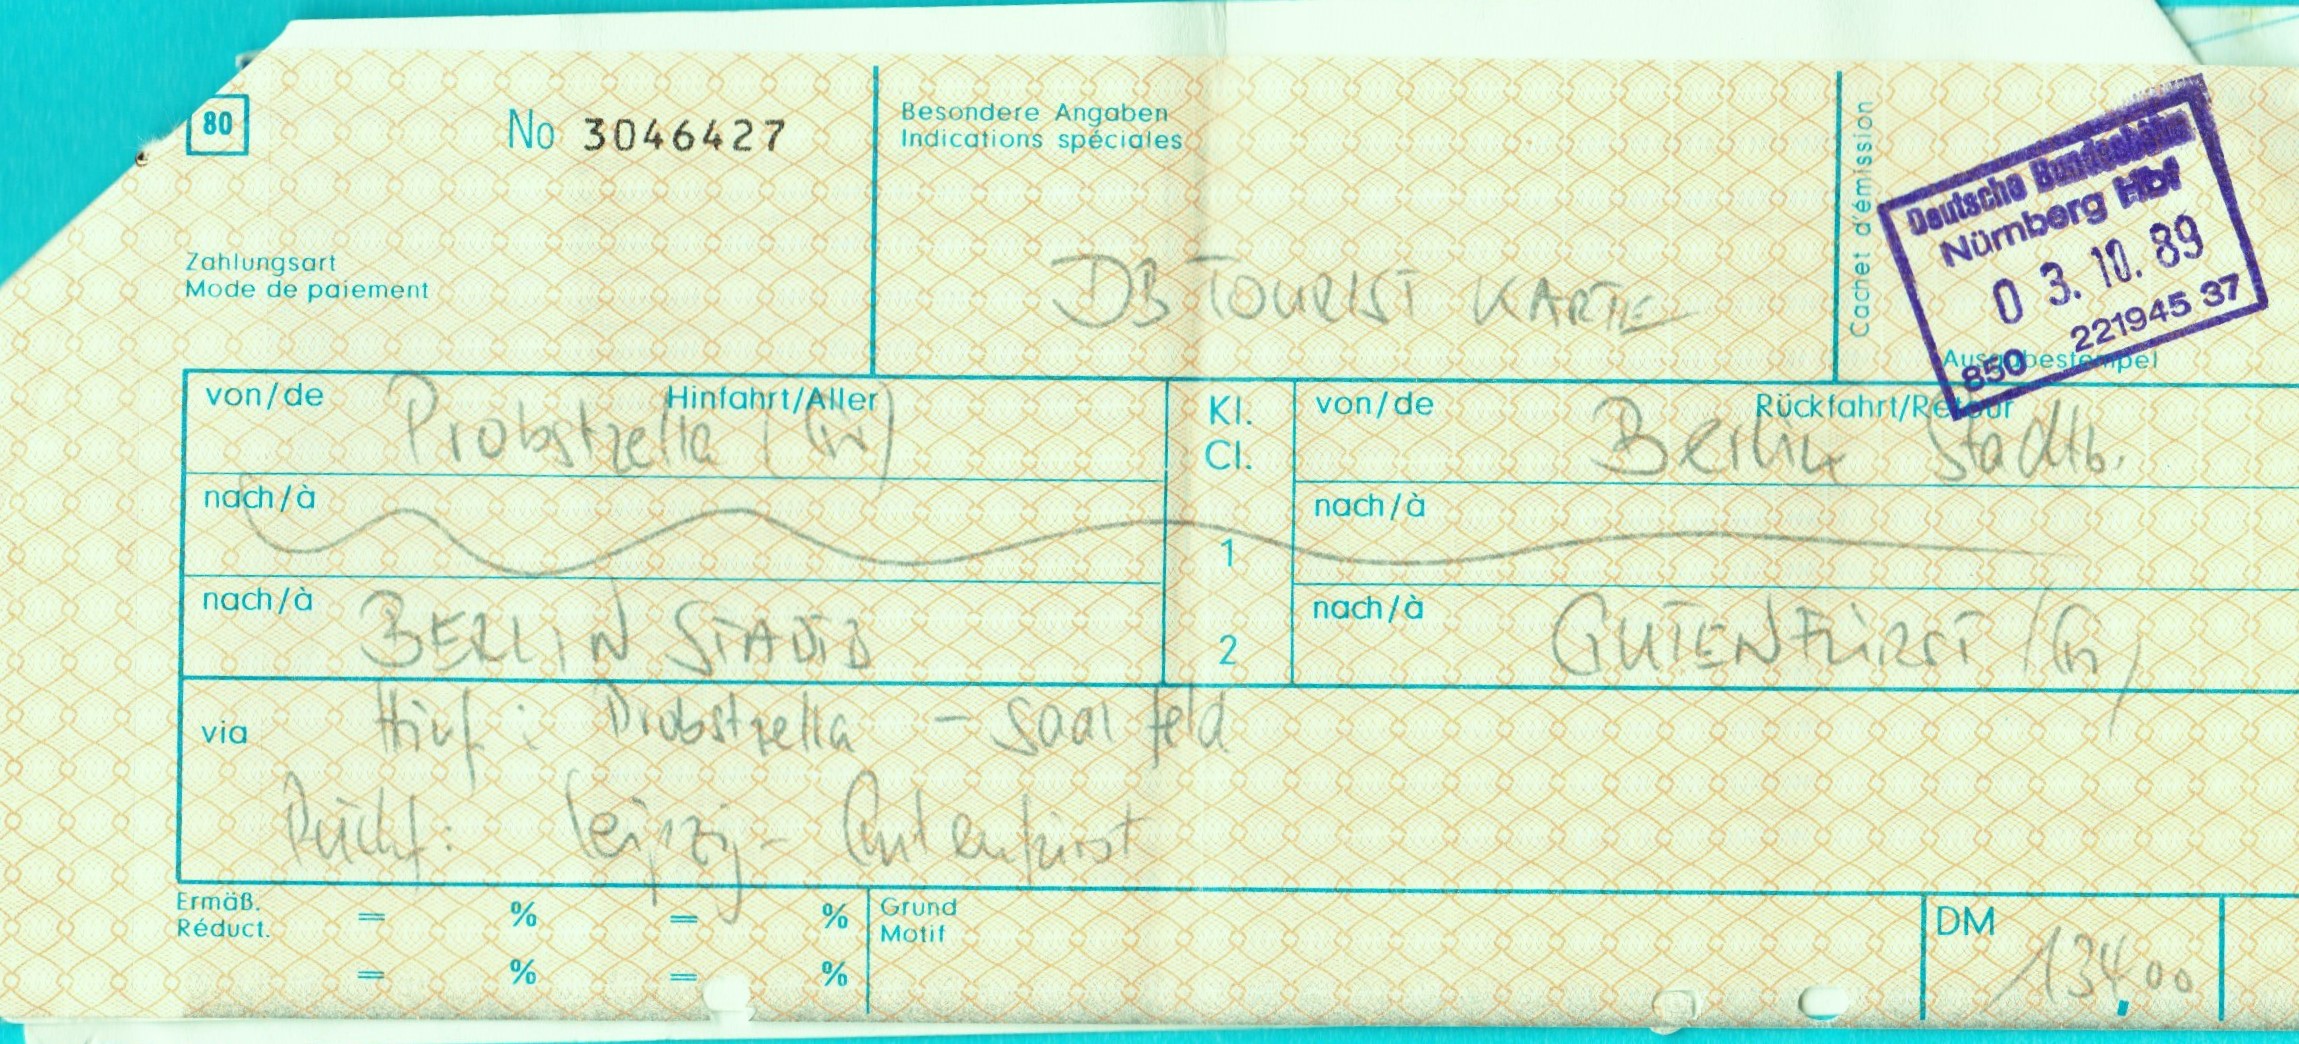 80
No 3046427
Besondere Angaben
Indications spéciales
Zahlungsart
Mode de paiement
DB TOURIST KARTE
Cachet d'émission
Ausgabestempel
Deutsche Bundesbahn
Nürnberg Hbf
03.10.89
221945 37
850
von/de
Hinfahrt/Aller
Probstzella (Gr)
Kl.
Cl.
von/de
Rückfahrt/Retour
Berlin Stadtb.
nach/à
1
nach/à
nach/à
BERLIN STADTB
2
nach/à
GUTENFÜRST (Gr)
via
Hinf: Probstzella - Saalfeld
Rückf: Leipzig - Gutenfürst
Ermäß.
Réduct.
= % = %
= % = %
Grund
Motif
DM
134,00